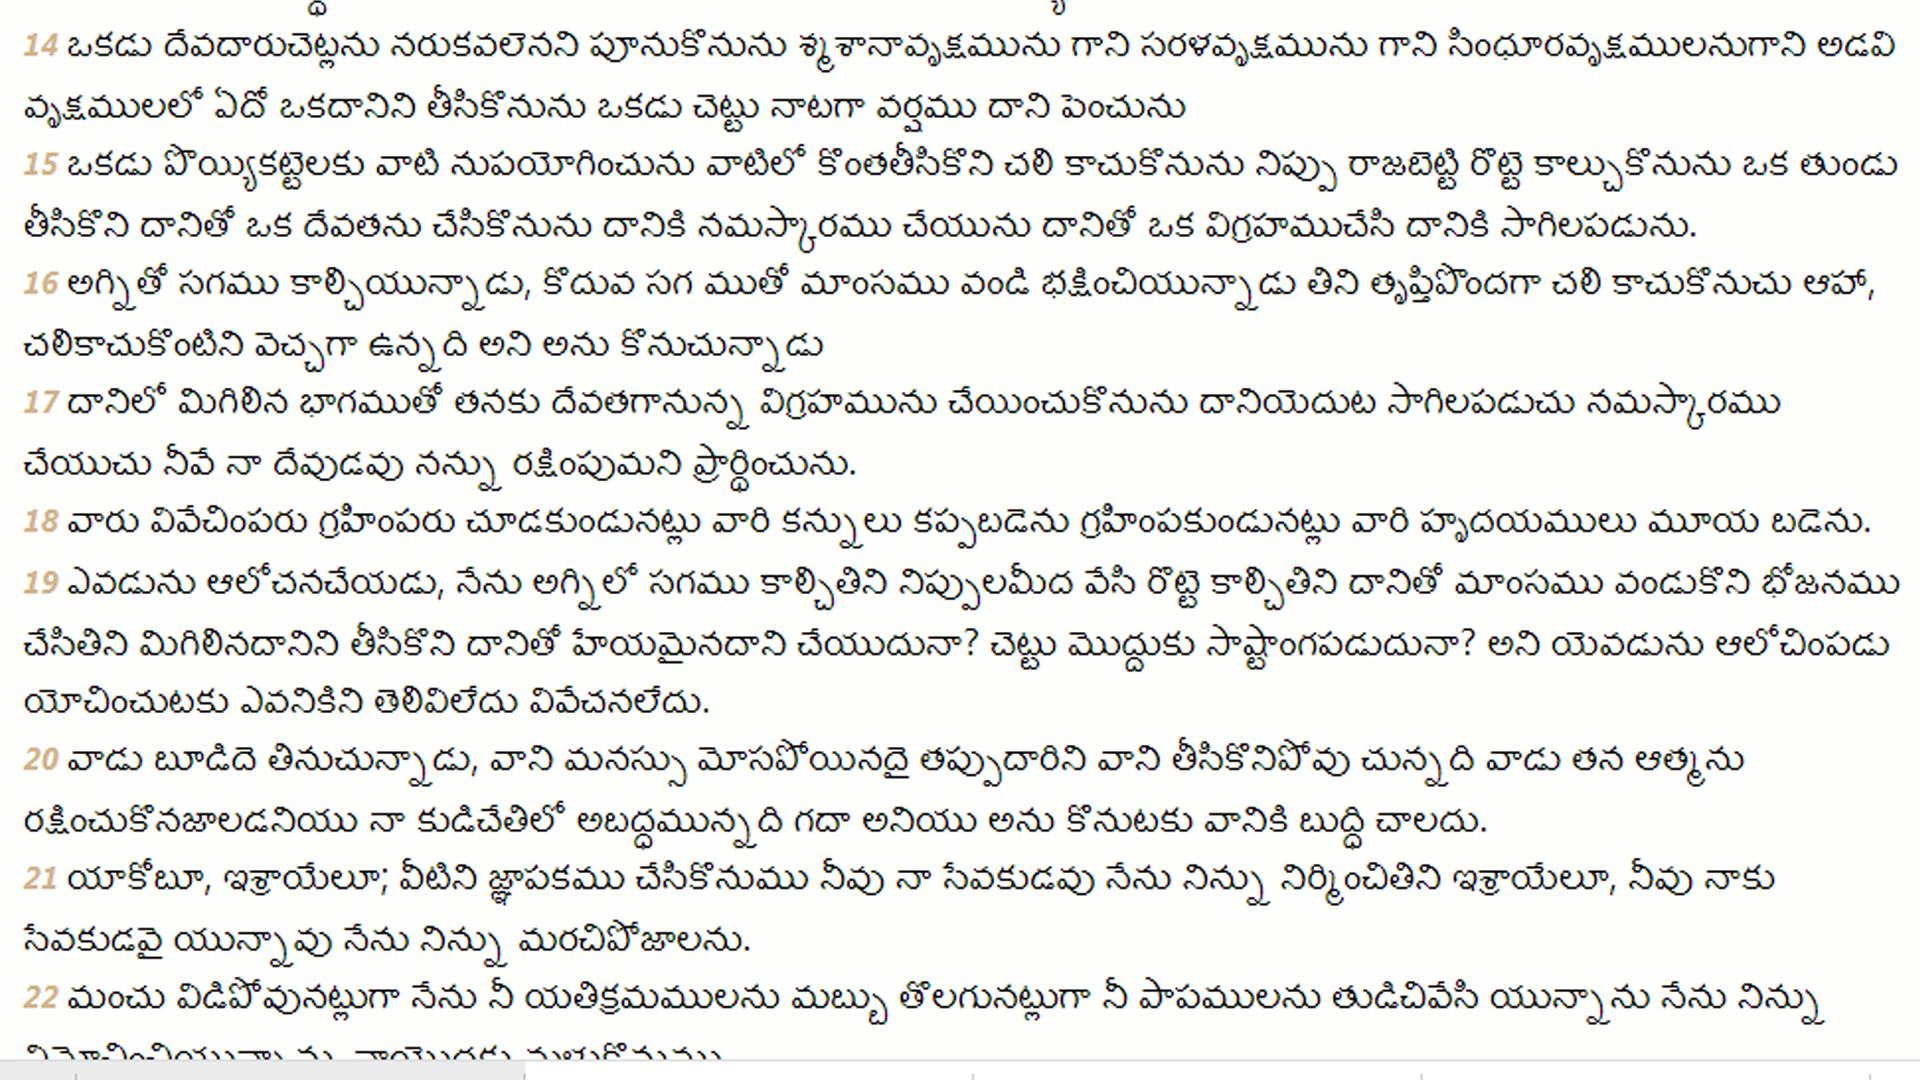 14 ఒకడు దేవదారుచెట్లను నరుకవలెనని పూనుకొనును శ్మశానావృక్షమును గాని సరళవృక్షమును గాని సింధూరవృక్షములనుగాని అడవి
వృక్షములలో ఏదో ఒకదానిని తీసికొనును ఒకడు చెట్టు నాటగా వర్షము దాని పెంచును
15 ఒకడు పొయ్యికట్టెలకు వాటి నుపయోగించును వాటిలో కొంతతీసికొని చలి కాచుకొనును నిప్పు రాజబెట్టి రొట్టె కాల్చుకొనును ఒక తుండు
తీసికొని దానితో ఒక దేవతను చేసికొనును దానికి నమస్కారము చేయును దానితో ఒక విగ్రహముచేసి దానికి సాగిలపడును.
16 అగ్నితో సగము కాల్చియున్నాడు, కొదువ సగ ముతో మాంసము వండి భక్షించియున్నాడు తిని తృప్తిపొందగా చలి కాచుకొనుచు ఆహా,
చలికాచుకొంటిని వెచ్చగా ఉన్నది అని అను కొనుచున్నాడు
17 దానిలో మిగిలిన భాగముతో తనకు దేవతగానున్న విగ్రహమును చేయించుకొనును దానియెదుట సాగిలపడుచు నమస్కారము
చేయుచు నీవే నా దేవుడవు నన్ను రక్షింపుమని ప్రార్థించును.
18 వారు వివేచింపరు గ్రహింపరు చూడకుండునట్లు వారి కన్నులు కప్పబడెను గ్రహింపకుండునట్లు వారి హృదయములు మూయ బడెను.
19 ఎవడును ఆలోచనచేయడు, నేను అగ్నిలో సగము కాల్చితిని నిప్పులమీద వేసి రొట్టె కాల్చితిని దానితో మాంసము వండుకొని భోజనము
చేసితిని మిగిలినదానిని తీసికొని దానితో హేయమైనదాని చేయుదునా? చెట్టు మొద్దుకు సాష్టాంగపడుదునా? అని యెవడును ఆలోచింపడు
యోచించుటకు ఎవనికిని తెలివిలేదు వివేచనలేదు.
20 వాడు బూడిదె తినుచున్నాడు, వాని మనస్సు మోసపోయినదై తప్పుదారిని వాని తీసికొనిపోవు చున్నది వాడు తన ఆత్మను
రక్షించుకొనజాలడనియు నా కుడిచేతిలో అబద్ధమున్నది గదా అనియు అను కొనుటకు వానికి బుద్ధి చాలదు.
21 యాకోబూ, ఇశ్రాయేలూ; వీటిని జ్ఞాపకము చేసికొనుము నీవు నా సేవకుడవు నేను నిన్ను నిర్మించితిని ఇశ్రాయేలూ, నీవు నాకు
సేవకుడవై యున్నావు నేను నిన్ను మరచిపోజాలను.
22 మంచు విడిపోవునట్లుగా నేను నీ యతిక్రమములను మబ్బు తొలగునట్లుగా నీ పాపములను తుడిచివేసి యున్నాను నేను నిన్ను